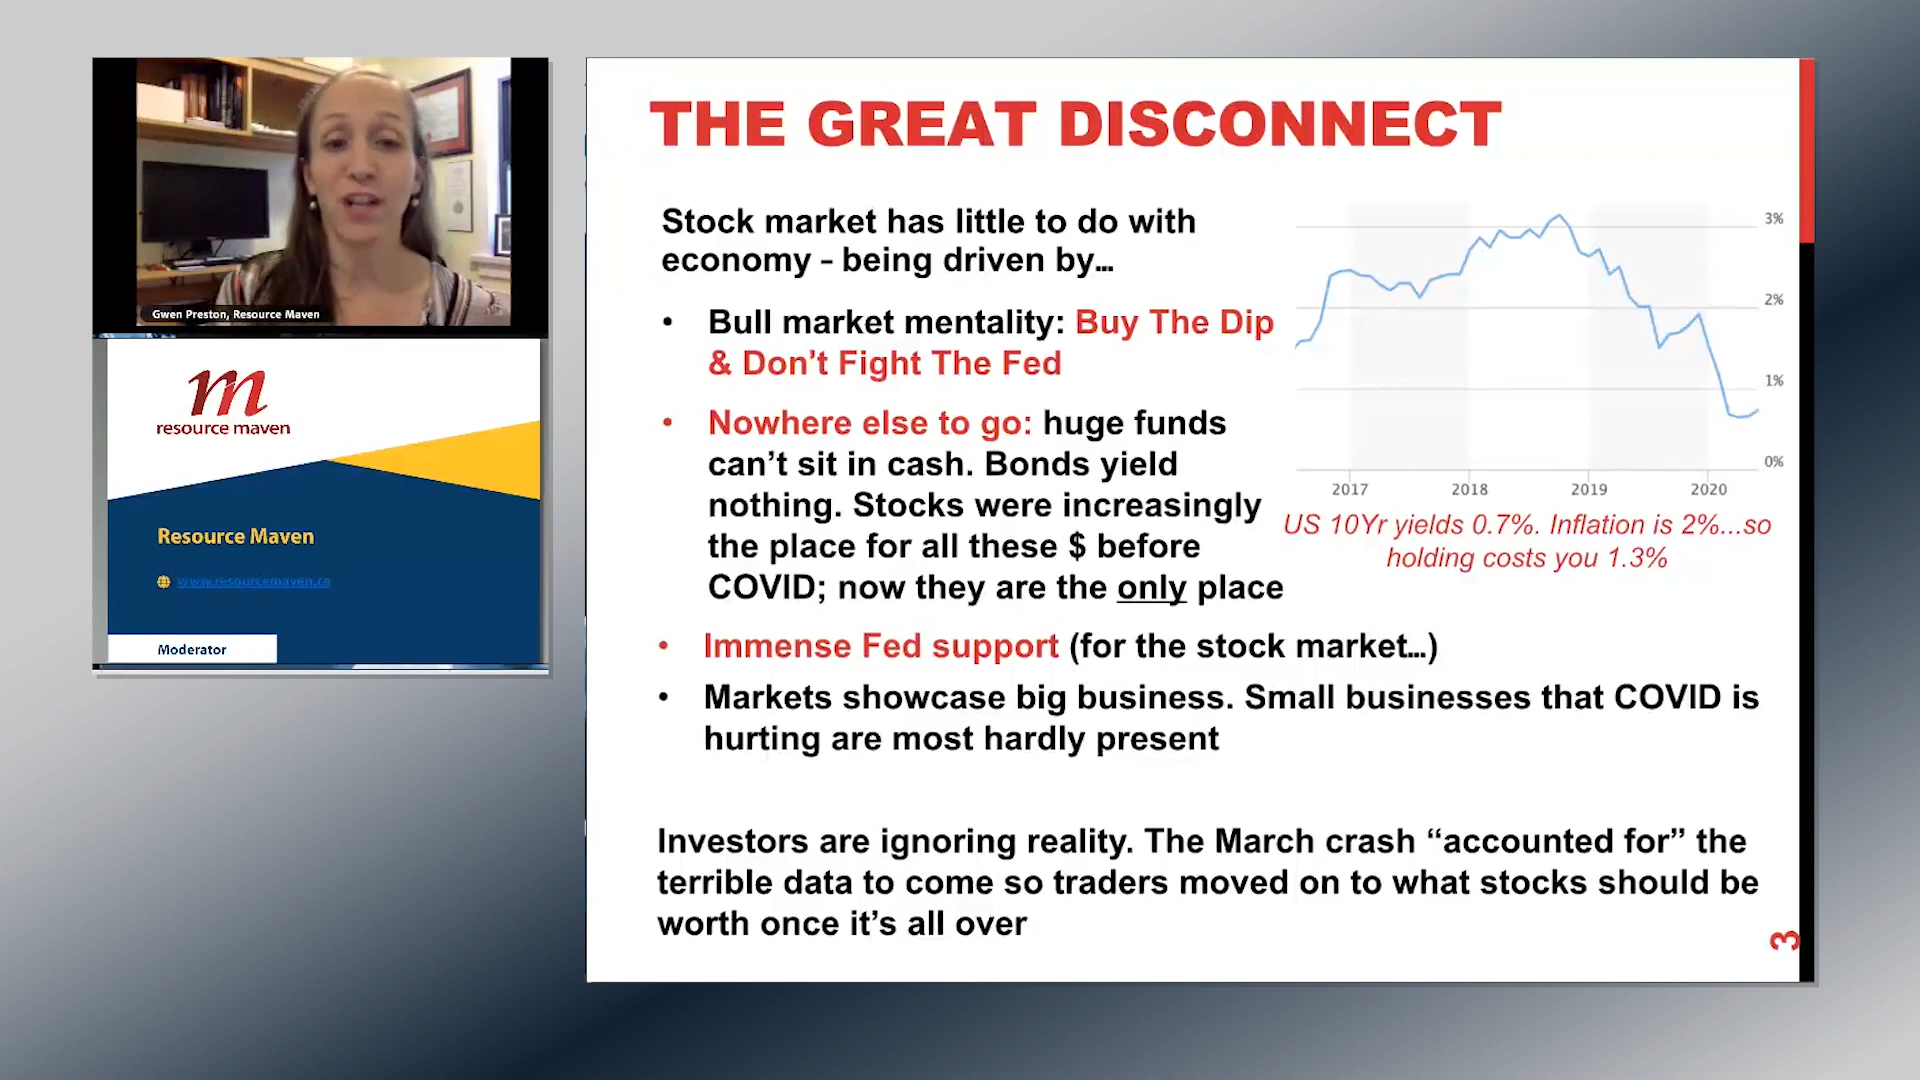 Gwen Preston, Resource Maven
m
resource maven
Resource Maven
www.resourcemaven.ca
Moderator
THE GREAT DISCONNECT
Stock market has little to do with
economy – being driven by…
• Bull market mentality: Buy The Dip
& Don’t Fight The Fed
• Nowhere else to go: huge funds
can’t sit in cash. Bonds yield
nothing. Stocks were increasingly
the place for all these $ before
COVID; now they are the only place
• Immense Fed support (for the stock market…)
• Markets showcase big business. Small businesses that COVID is
hurting are most hardly present
3%
2%
1%
0%
2017 2018 2019 2020
US 10Yr yields 0.7%. Inflation is 2%...so
holding costs you 1.3%
Investors are ignoring reality. The March crash “accounted for” the
terrible data to come so traders moved on to what stocks should be
worth once it’s all over
3